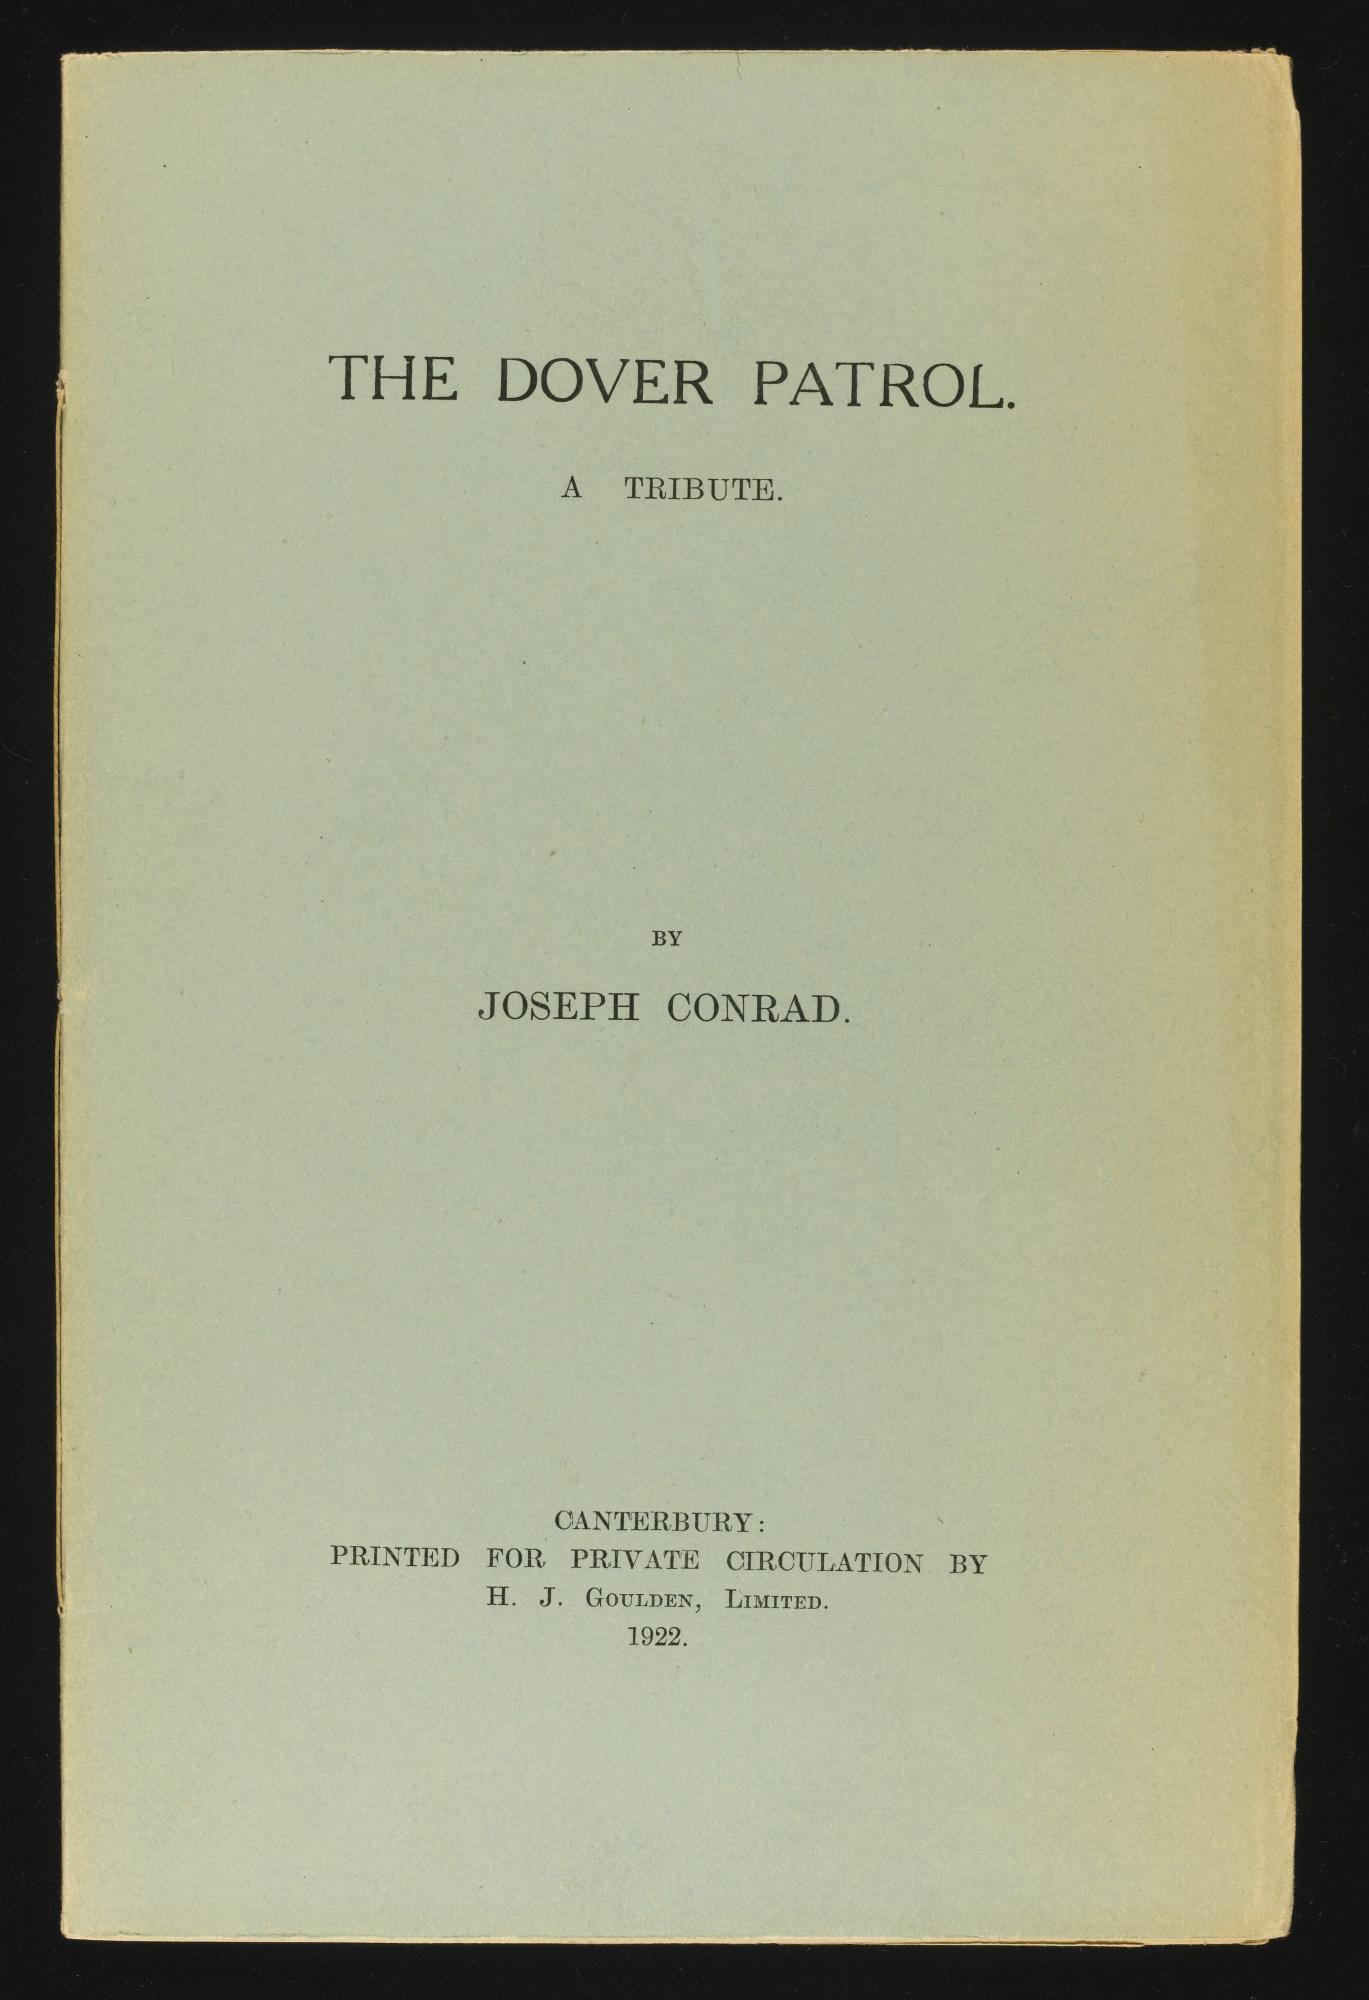 THE DOVER PATROL.
A TRIBUTE.
BY
JOSEPH CONRAD.
CANTERBURY:
PRINTED FOR PRIVATE CIRCULATION BY
H. J. GOULDEN, LIMITED.
1922.